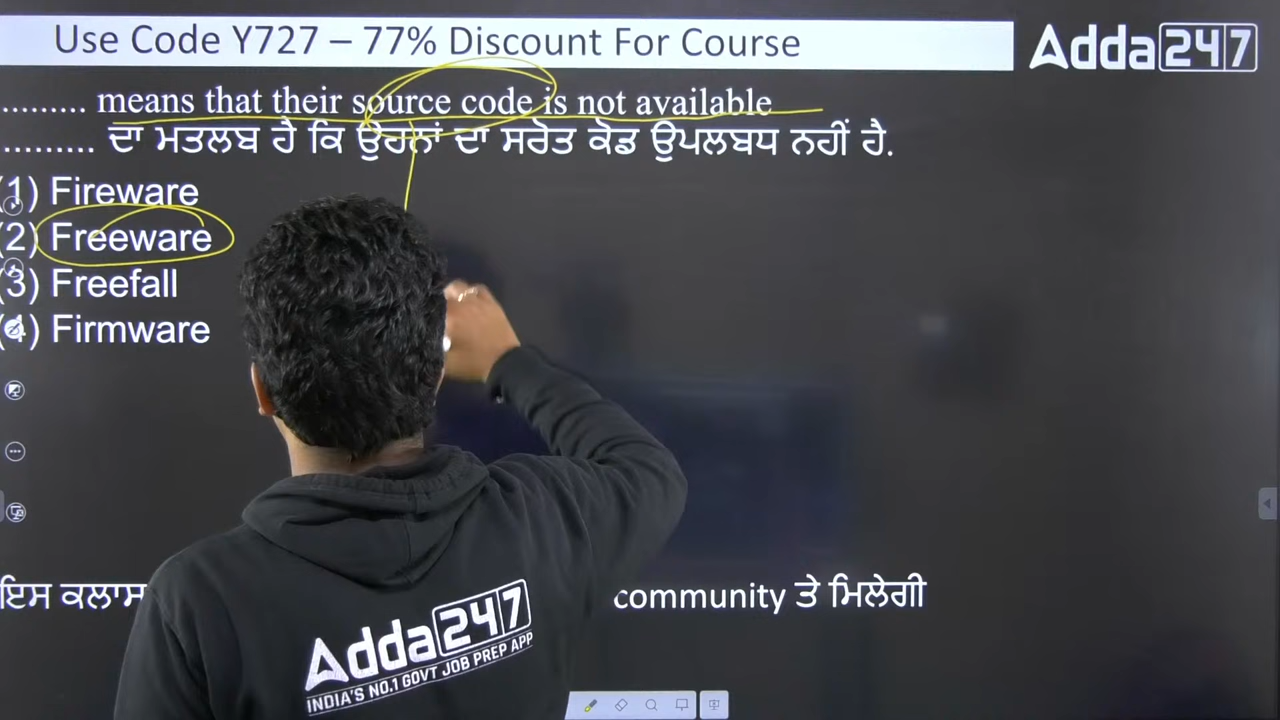 Use Code Y727 – 77% Discount For Course
Adda247
......... means that their source code is not available
......... ਦਾ ਮਤਲਬ ਹੈ ਕਿ ਉਹਨਾਂ ਦਾ ਸਰੋਤ ਕੋਡ ਉਪਲਬਧ ਨਹੀਂ ਹੈ.
(1) Fireware
(2) Freeware
(3) Freefall
(4) Firmware
ਇਸ ਕਲਾਸ community ਤੇ ਮਿਲੇਗੀ
Adda247
INDIA'S NO.1 GOVT JOB PREP APP